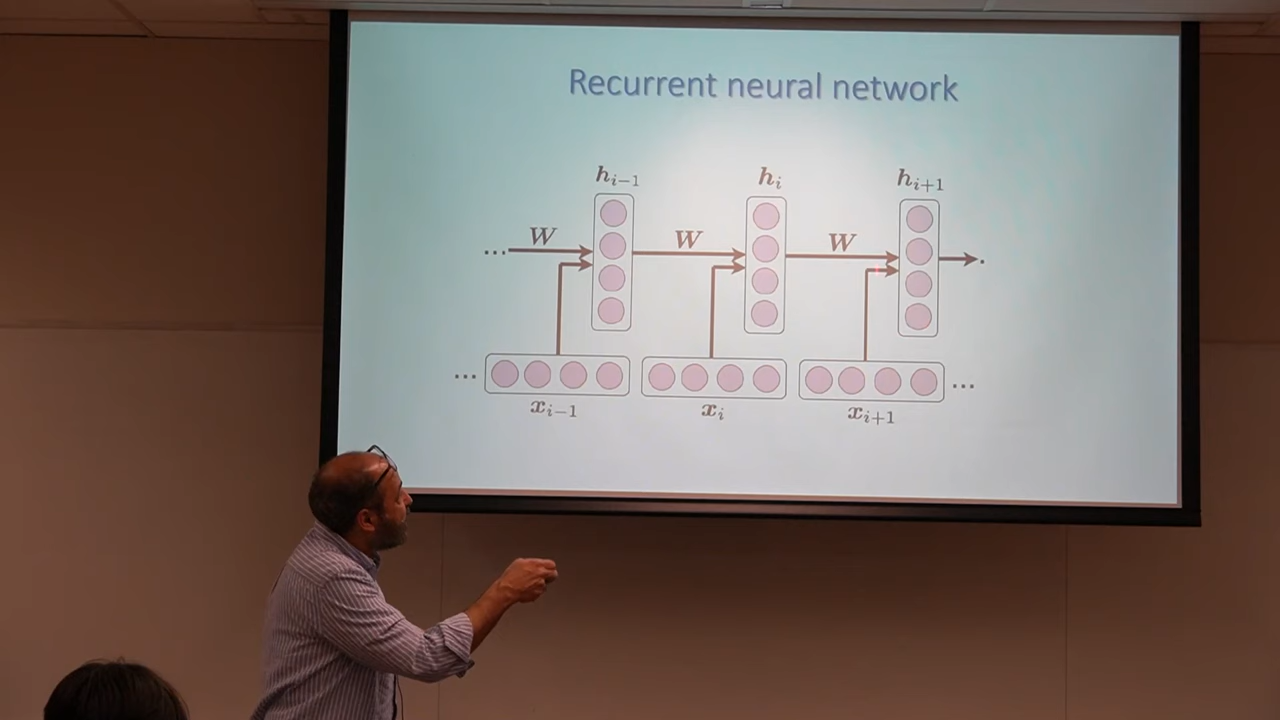 Recurrent neural network
h_{i-1} h_i h_{i+1}
... W W W .
... ...
x_{i-1} x_i x_{i+1}